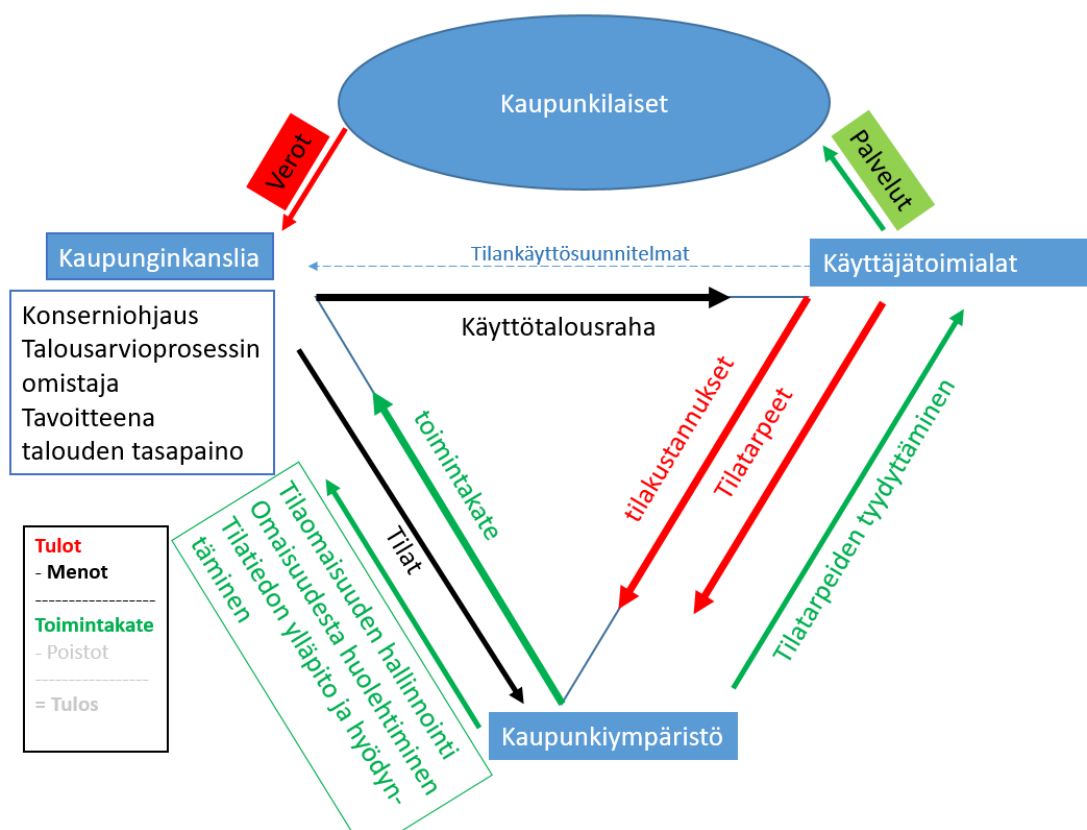 Kaupunkilaiset
Verot
Palvelut
Kaupunginkanslia
Tilankäyttösuunnitelmat
Käyttäjätoimialat
Konserniohjaus
Talousarvioprosessin
omistaja
Tavoitteena
talouden tasapaino
Käyttötalousraha
toimintakate
tilakustannukset
Tilatarpeet
Tilatarpeiden tyydyttäminen
Tilat
Tilaomaisuuden hallinnointi
Omaisuudesta huolehtiminen
Tilatiedon ylläpito ja hyödyn-
täminen
Tulot
- Menot
-------------------
Toimintakate
- Poistot
------------------
= Tulos
Kaupunkiympäristö